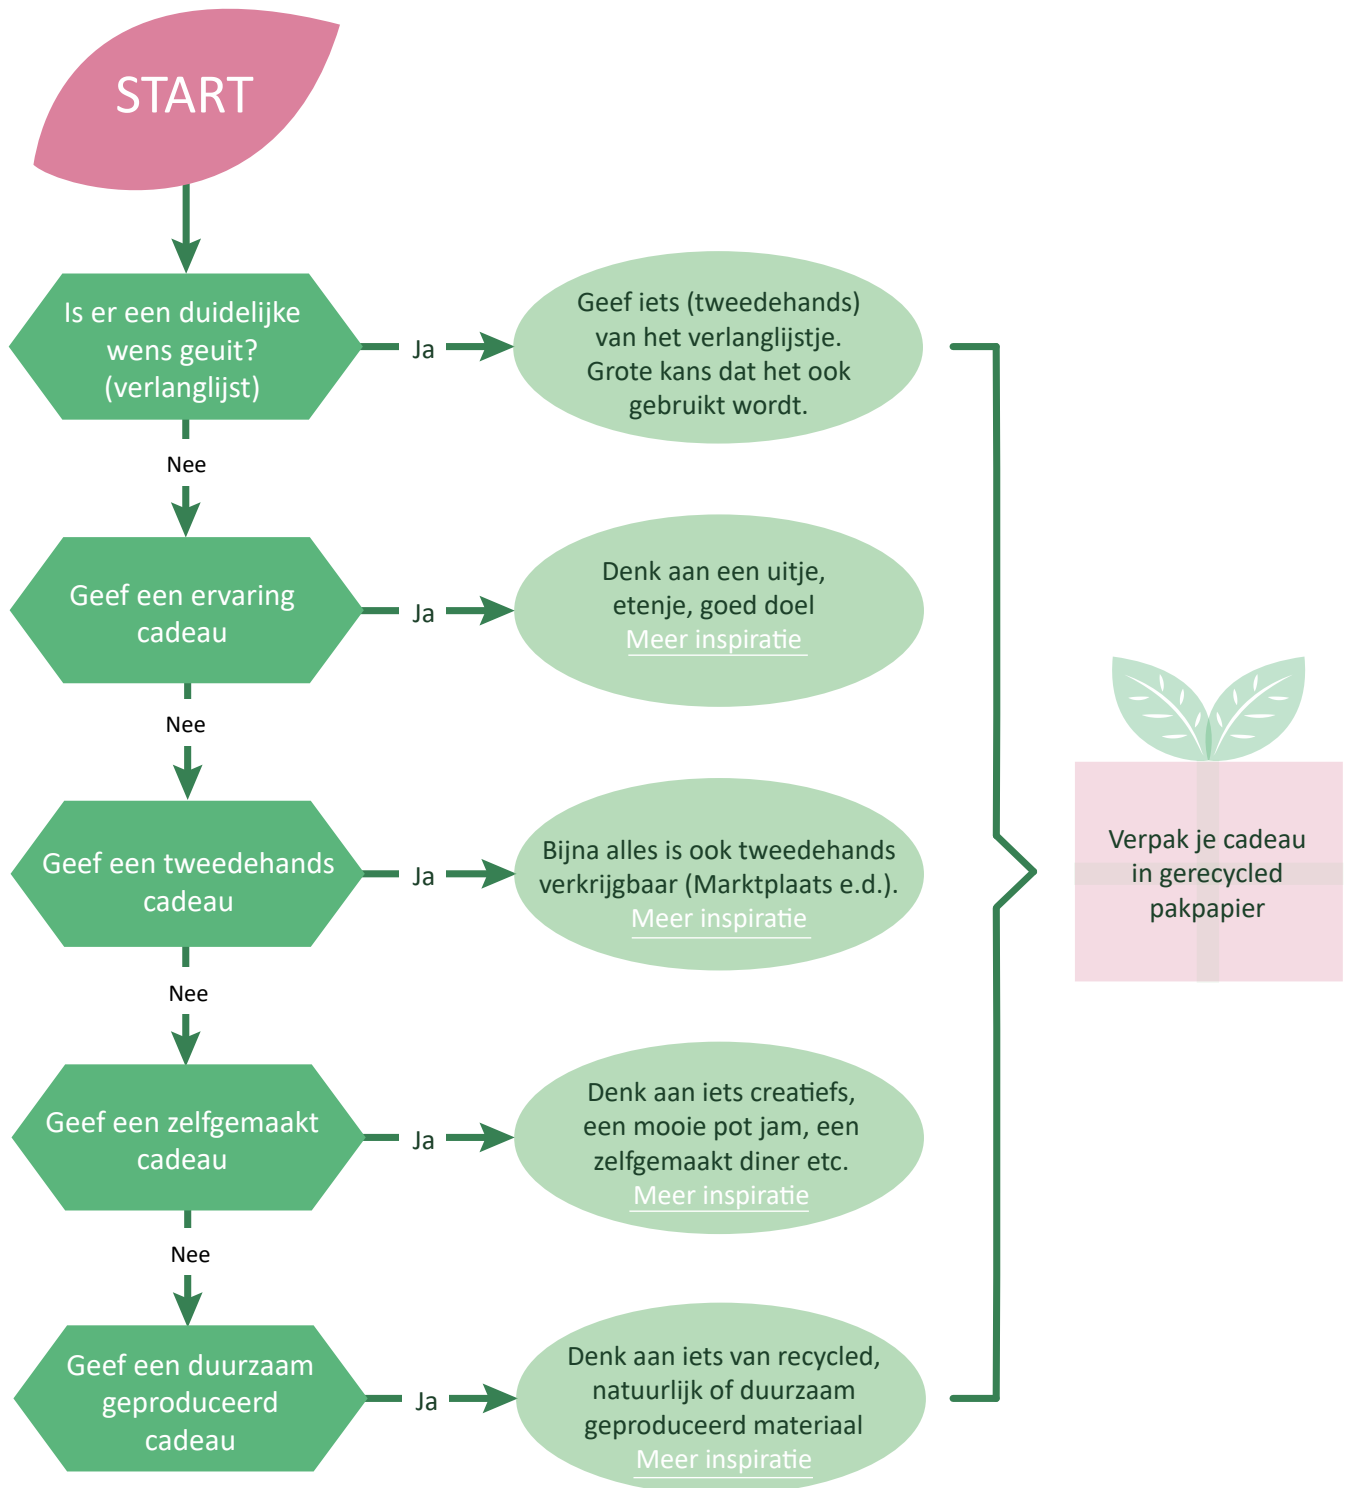 START
Is er een duidelijke
wens geuit?
(verlanglijst)
Ja
Geef iets (tweedehands)
van het verlanglijstje.
Grote kans dat het ook
gebruikt wordt.
Nee
Geef een ervaring
cadeau
Ja
Denk aan een uitje,
etenje, goed doel
Meer inspiratie
Nee
Geef een tweedehands
cadeau
Ja
Bijna alles is ook tweedehands
verkrijgbaar (Marktplaats e.d.).
Meer inspiratie
Nee
Geef een zelfgemaakt
cadeau
Ja
Denk aan iets creatiefs,
een mooie pot jam, een
zelfgemaakt diner etc.
Meer inspiratie
Nee
Geef een duurzaam
geproduceerd
cadeau
Ja
Denk aan iets van recycled,
natuurlijk of duurzaam
geproduceerd materiaal
Meer inspiratie
Verpak je cadeau
in gerecycled
pakpapier